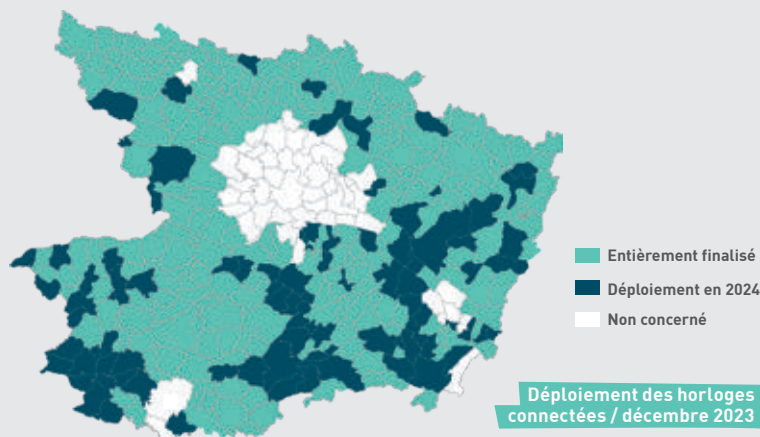 Entièrement finalisé
Déploiement en 2024
Non concerné
Déploiement des horloges
connectées / décembre 2023